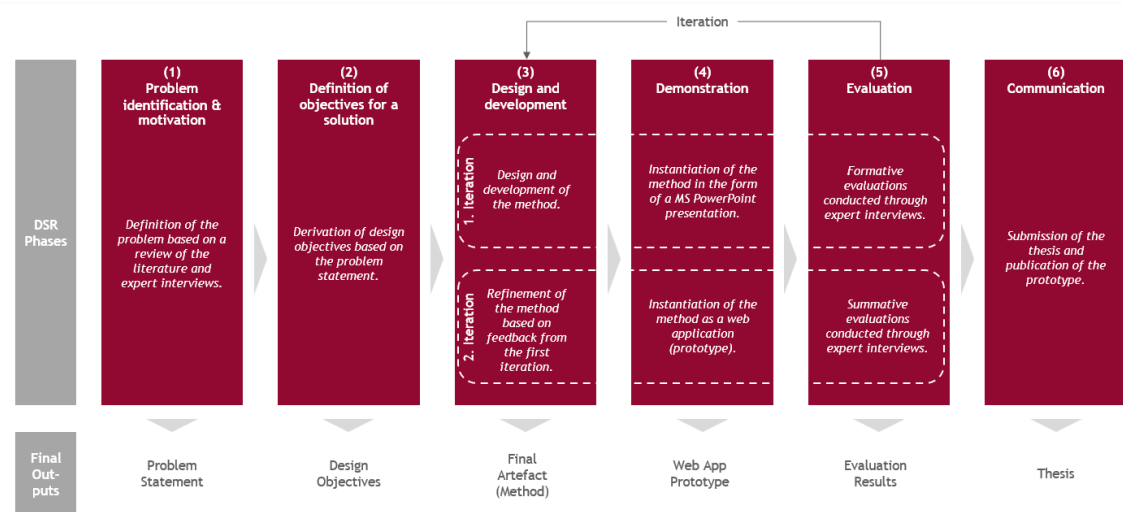 Iteration
(1)
Problem
identification &
motivation
(2)
Definition of
objectives for a
solution
(3)
Design and
development
(4)
Demonstration
(5)
Evaluation
(6)
Communication
DSR
Phases
Definition of the
problem based on a
review of the
literature and
expert interviews.
Derivation of design
objectives based on
the problem
statement.
1. Iteration
Design and
development of
the method.
Instantiation of the
method in the form
of a MS PowerPoint
presentation.
Formative
evaluations
conducted through
expert interviews.
2. Iteration
Refinement of
the method
based on
feedback from
the first
iteration.
Instantiation of the
method as a web
application
(prototype).
Summative
evaluations
conducted through
expert interviews.
Submission of the
thesis and
publication of the
prototype.
Final
Out-
puts
Problem
Statement
Design
Objectives
Final
Artefact
(Method)
Web App
Prototype
Evaluation
Results
Thesis